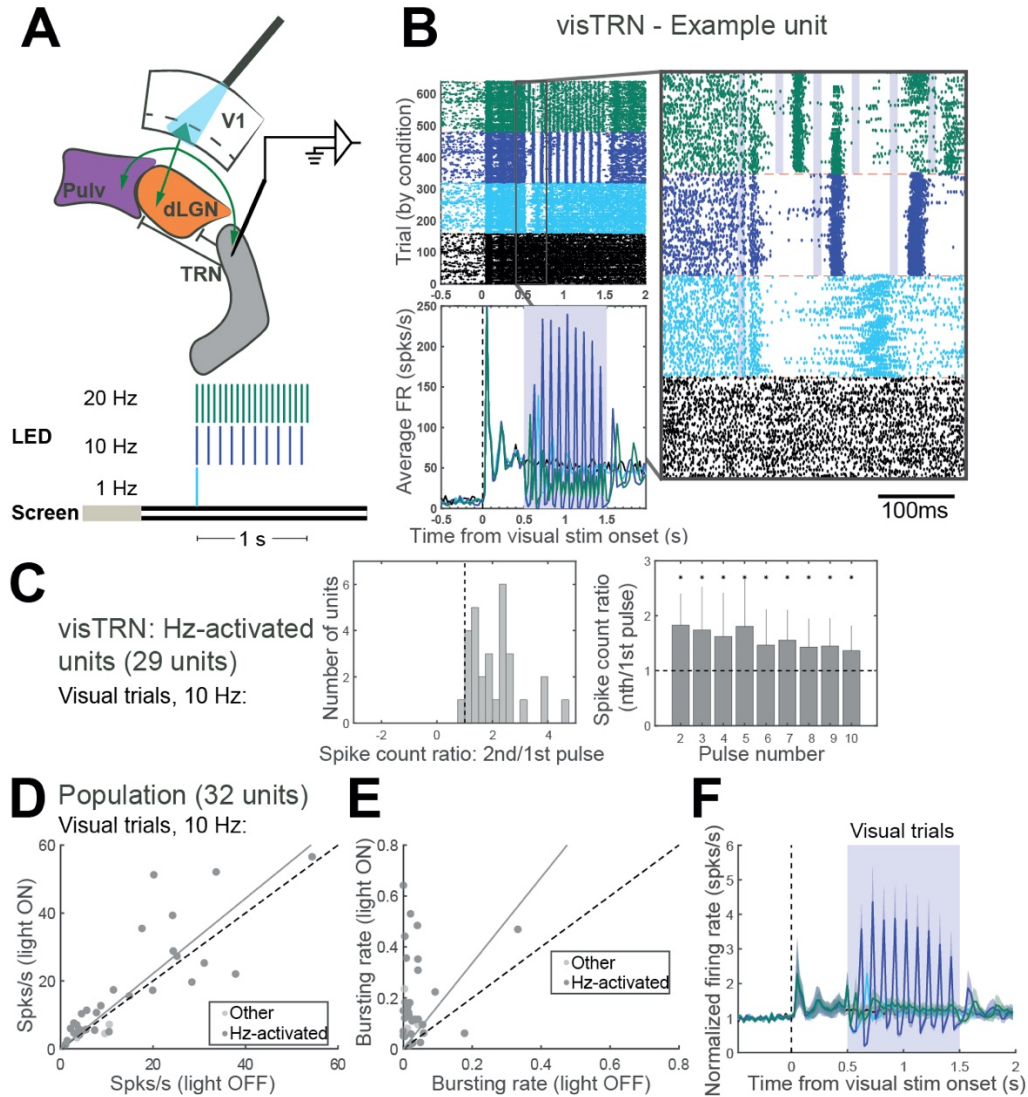 A
V1
Pulv
dLGN
TRN
20 Hz
LED
10 Hz
1 Hz
Screen
1 s
B
visTRN - Example unit
Trial (by condition)
600
500
400
300
200
100
0
-0.5 0 0.5 1 1.5 2
Average FR (spks/s)
250
200
150
100
50
0
-0.5 0 0.5 1 1.5 2
Time from visual stim onset (s)
100ms
C
visTRN: Hz-activated
units (29 units)
Visual trials, 10 Hz:
Number of units
6
4
2
0
0 2 4
Spike count ratio: 2nd/1st pulse
Spike count ratio
(nth/1st pulse)
3
2
1
0
* * * * * * * * *
2 3 4 5 6 7 8 9 10
Pulse number
D
Population (32 units)
Visual trials, 10 Hz:
Spks/s (light ON)
60
40
20
0
0 20 40 60
Spks/s (light OFF)
Other
Hz-activated
E
Bursting rate (light ON)
0.8
0.6
0.4
0.2
0
0 0.2 0.4 0.6 0.8
Bursting rate (light OFF)
Other
Hz-activated
F
Visual trials
Normalized firing rate (spks/s)
6
5
4
3
2
1
0
-0.5 0 0.5 1 1.5 2
Time from visual stim onset (s)